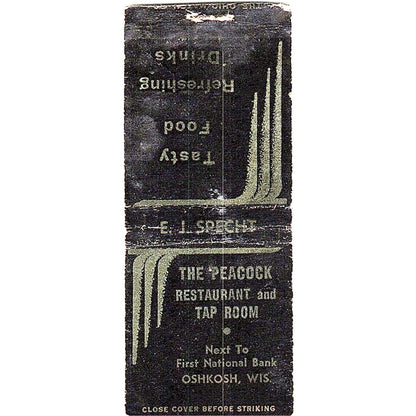 Tasty
Food
Refreshing
Drinks
E. J. SPECHT
THE PEACOCK
RESTAURANT and
TAP ROOM
Next To
First National Bank
OSHKOSH, WIS.
CLOSE COVER BEFORE STRIKING